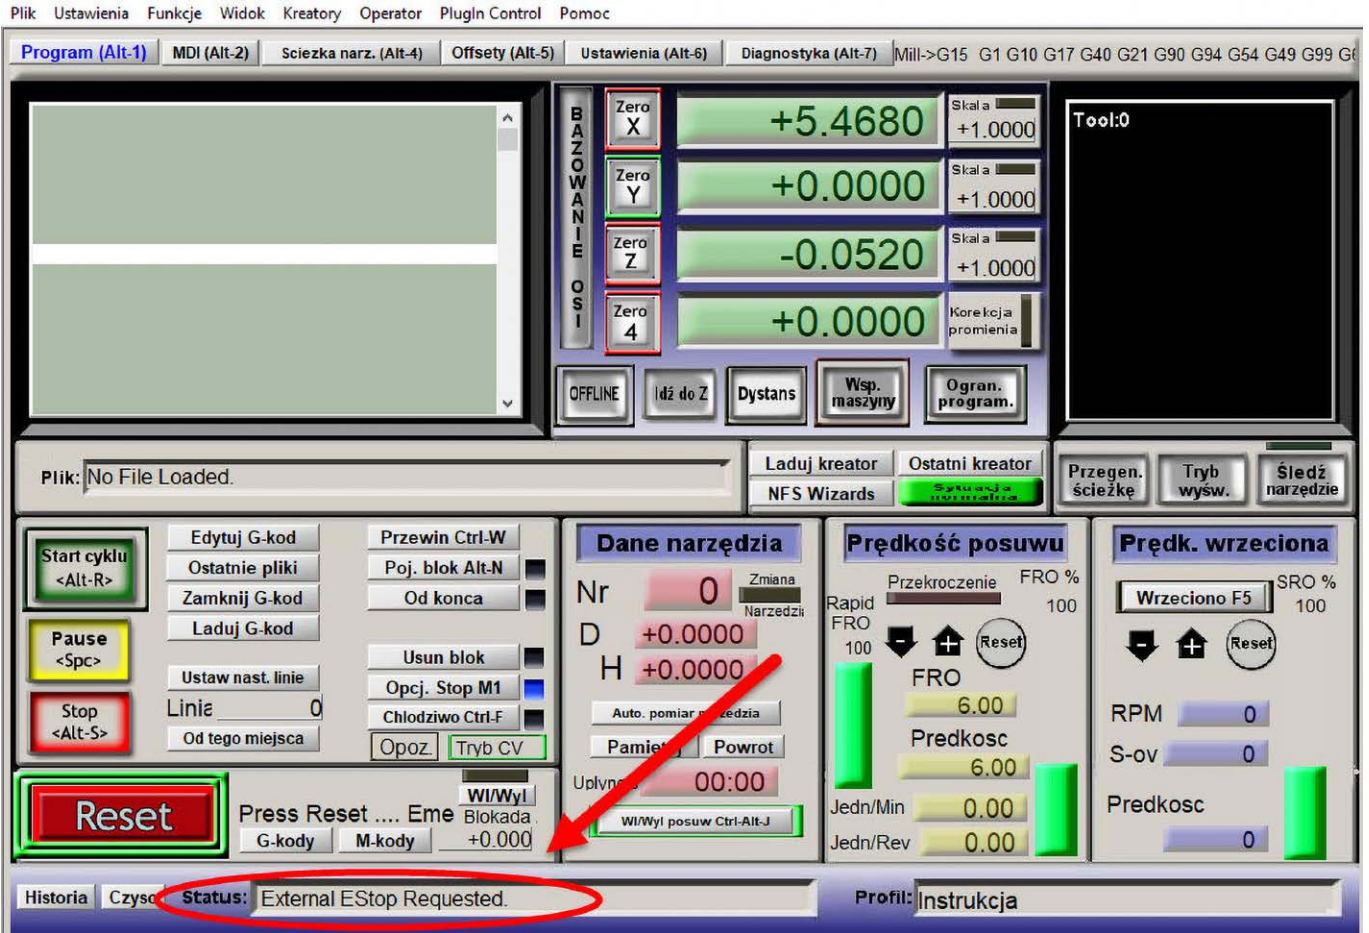 Plik Ustawienia Funkcje Widok Kreatory Operator PlugIn Control Pomoc
Program (Alt-1) MDI (Alt-2) Sciezka narz. (Alt-4) Offsety (Alt-5) Ustawienia (Alt-6) Diagnostyka (Alt-7) Mill->G15 G1 G10 G17 G40 G21 G90 G94 G54 G49 G99
BAZOWANIE OSI
Zero
X
+5.4680
Skala
+1.0000
Zero
Y
+0.0000
Skala
+1.0000
Zero
Z
-0.0520
Skala
+1.0000
Zero
4
+0.0000
Korekcja
promienia
OFFLINE
Idź do Z
Dystans
Wsp.
maszyny
Ogran.
program.
Tool:0
Plik: No File Loaded.
Laduj kreator Ostatni kreator
NFS Wizards
Sytuacja
normalna
Przegen.
ścieżkę
Tryb
wyśw.
Śledź
narzędzie
Start cyklu
<Alt-R>
Pause
<Spc>
Stop
<Alt-S>
Edytuj G-kod
Ostatnie pliki
Zamknij G-kod
Laduj G-kod
Ustaw nast. linie
Linia 0
Od tego miejsca
Przewin Ctrl-W
Poj. blok Alt-N
Od konca
Usun blok
Opcj. Stop M1
Chlodziwo Ctrl-F
Opoz. Tryb CV
Reset
Press Reset .... Eme
G-kody M-kody
Wl/Wyl
Blokada
+0.000
Dane narzędzia
Nr 0
Zmiana
Narzedzi
D +0.0000
H +0.0000
Auto. pomiar
Powrot
00:00
Wl/Wyl posuw Ctrl-Alt-J
Prędkość posuwu
Przekroczenie
FRO %
100
Rapid
FRO
100
Reset
FRO
6.00
Predkosc
6.00
Jedn/Min 0.00
Jedn/Rev 0.00
Prędk. wrzeciona
Wrzeciono F5
SRO %
100
Reset
RPM 0
S-ov 0
Predkosc
0
Historia Czysc Status: External EStop Requested.
Profil: Instrukcja